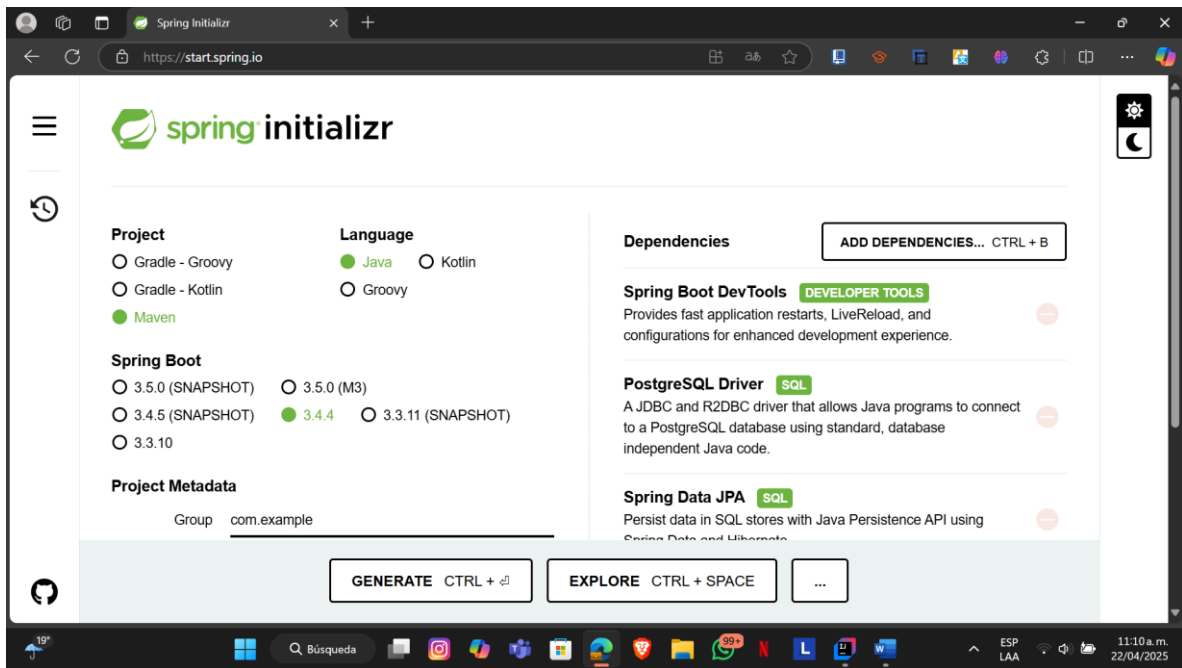 Spring Initializr
https://start.spring.io
spring initializr
Project
Gradle - Groovy
Gradle - Kotlin
Maven
Language
Java
Kotlin
Groovy
Spring Boot
3.5.0 (SNAPSHOT)
3.5.0 (M3)
3.4.5 (SNAPSHOT)
3.4.4
3.3.11 (SNAPSHOT)
3.3.10
Project Metadata
Group com.example
Dependencies
ADD DEPENDENCIES... CTRL + B
Spring Boot DevTools DEVELOPER TOOLS
Provides fast application restarts, LiveReload, and
configurations for enhanced development experience.
PostgreSQL Driver SQL
A JDBC and R2DBC driver that allows Java programs to connect
to a PostgreSQL database using standard, database
independent Java code.
Spring Data JPA SQL
Persist data in SQL stores with Java Persistence API using
Spring Data and Hibernate.
GENERATE CTRL + ⏎
EXPLORE CTRL + SPACE
...
19°
Búsqueda
99+
ESP
LAA
11:10 a. m.
22/04/2025